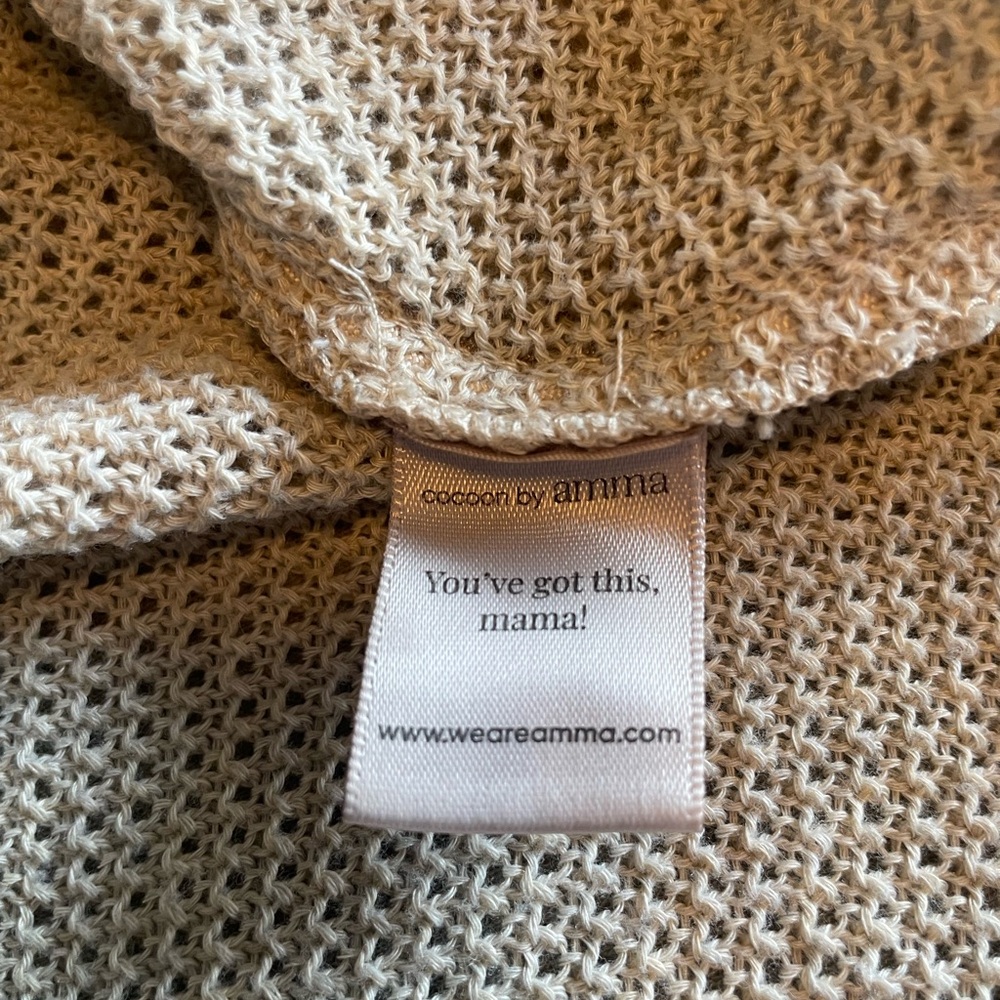 cocoon by amma
You've got this,
mama!
www.weareamma.com